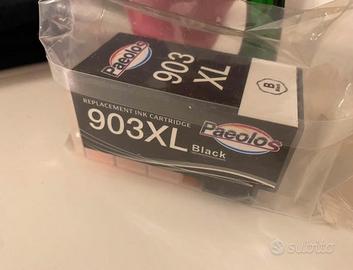 Paeolos
903
XL
B
REPLACEMENT INK CARTRIDGE
903XL
Paeolos
Black
subito